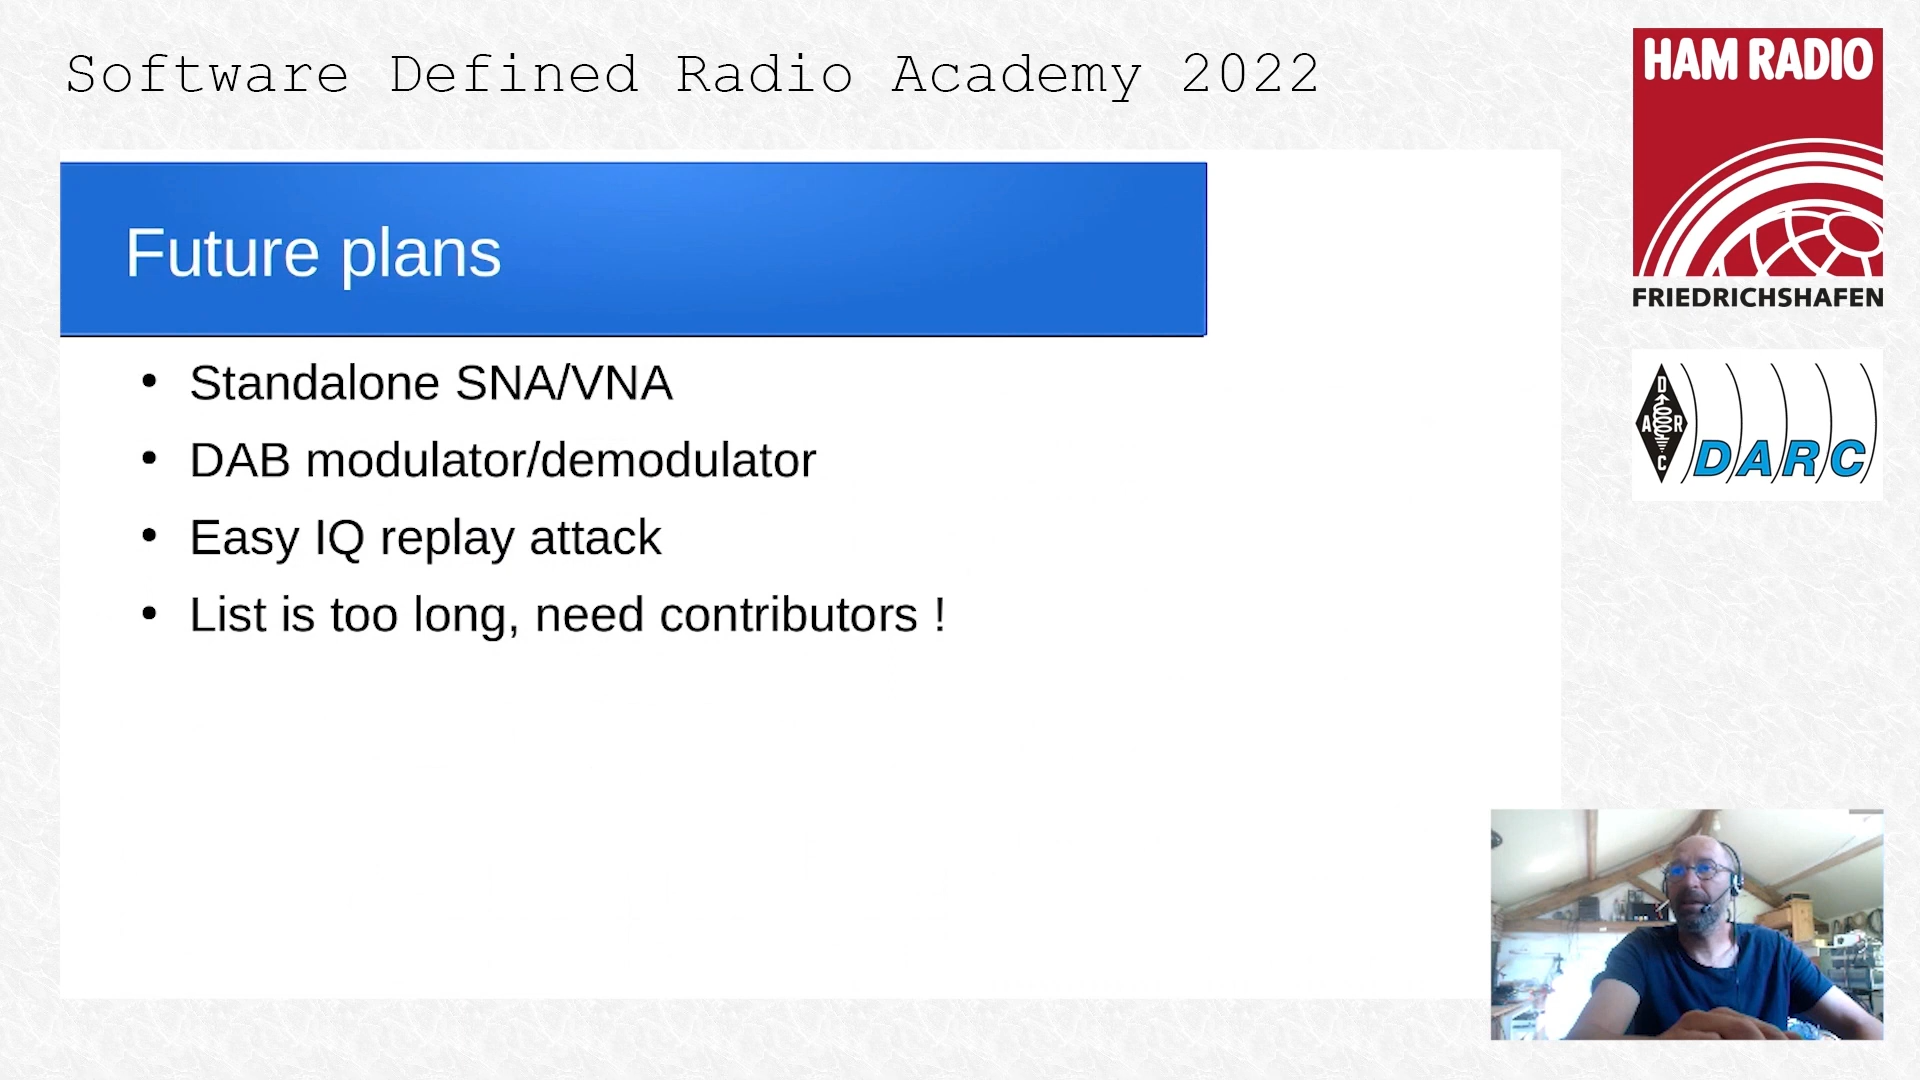 Software Defined Radio Academy 2022
HAM RADIO
FRIEDRICHSHAFEN
D
A R
C
DARC
Future plans
• Standalone SNA/VNA
• DAB modulator/demodulator
• Easy IQ replay attack
• List is too long, need contributors !